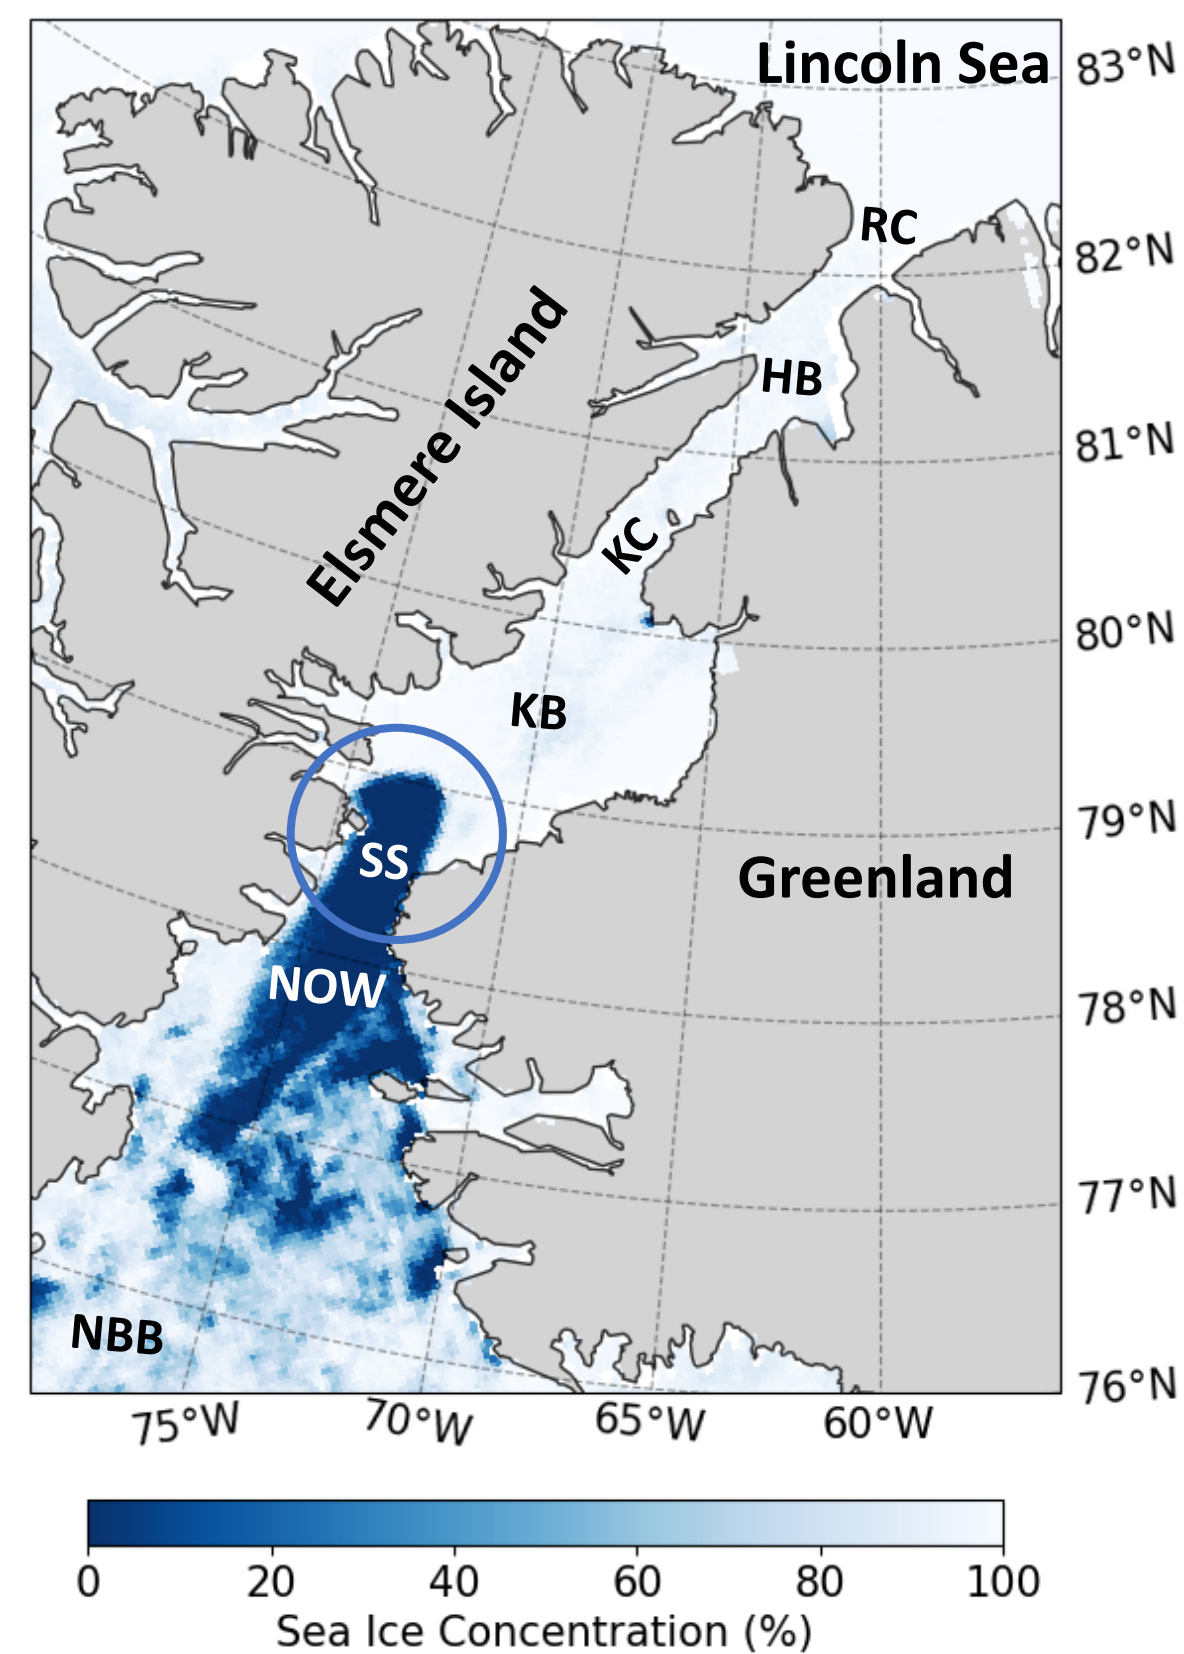 Lincoln Sea
83°N
RC
82°N
HB
Elsmere Island
81°N
KC
80°N
KB
79°N
SS
Greenland
NOW
78°N
77°N
NBB
76°N
75°W
70°W
65°W
60°W
0
20
40
60
80
100
Sea Ice Concentration (%)